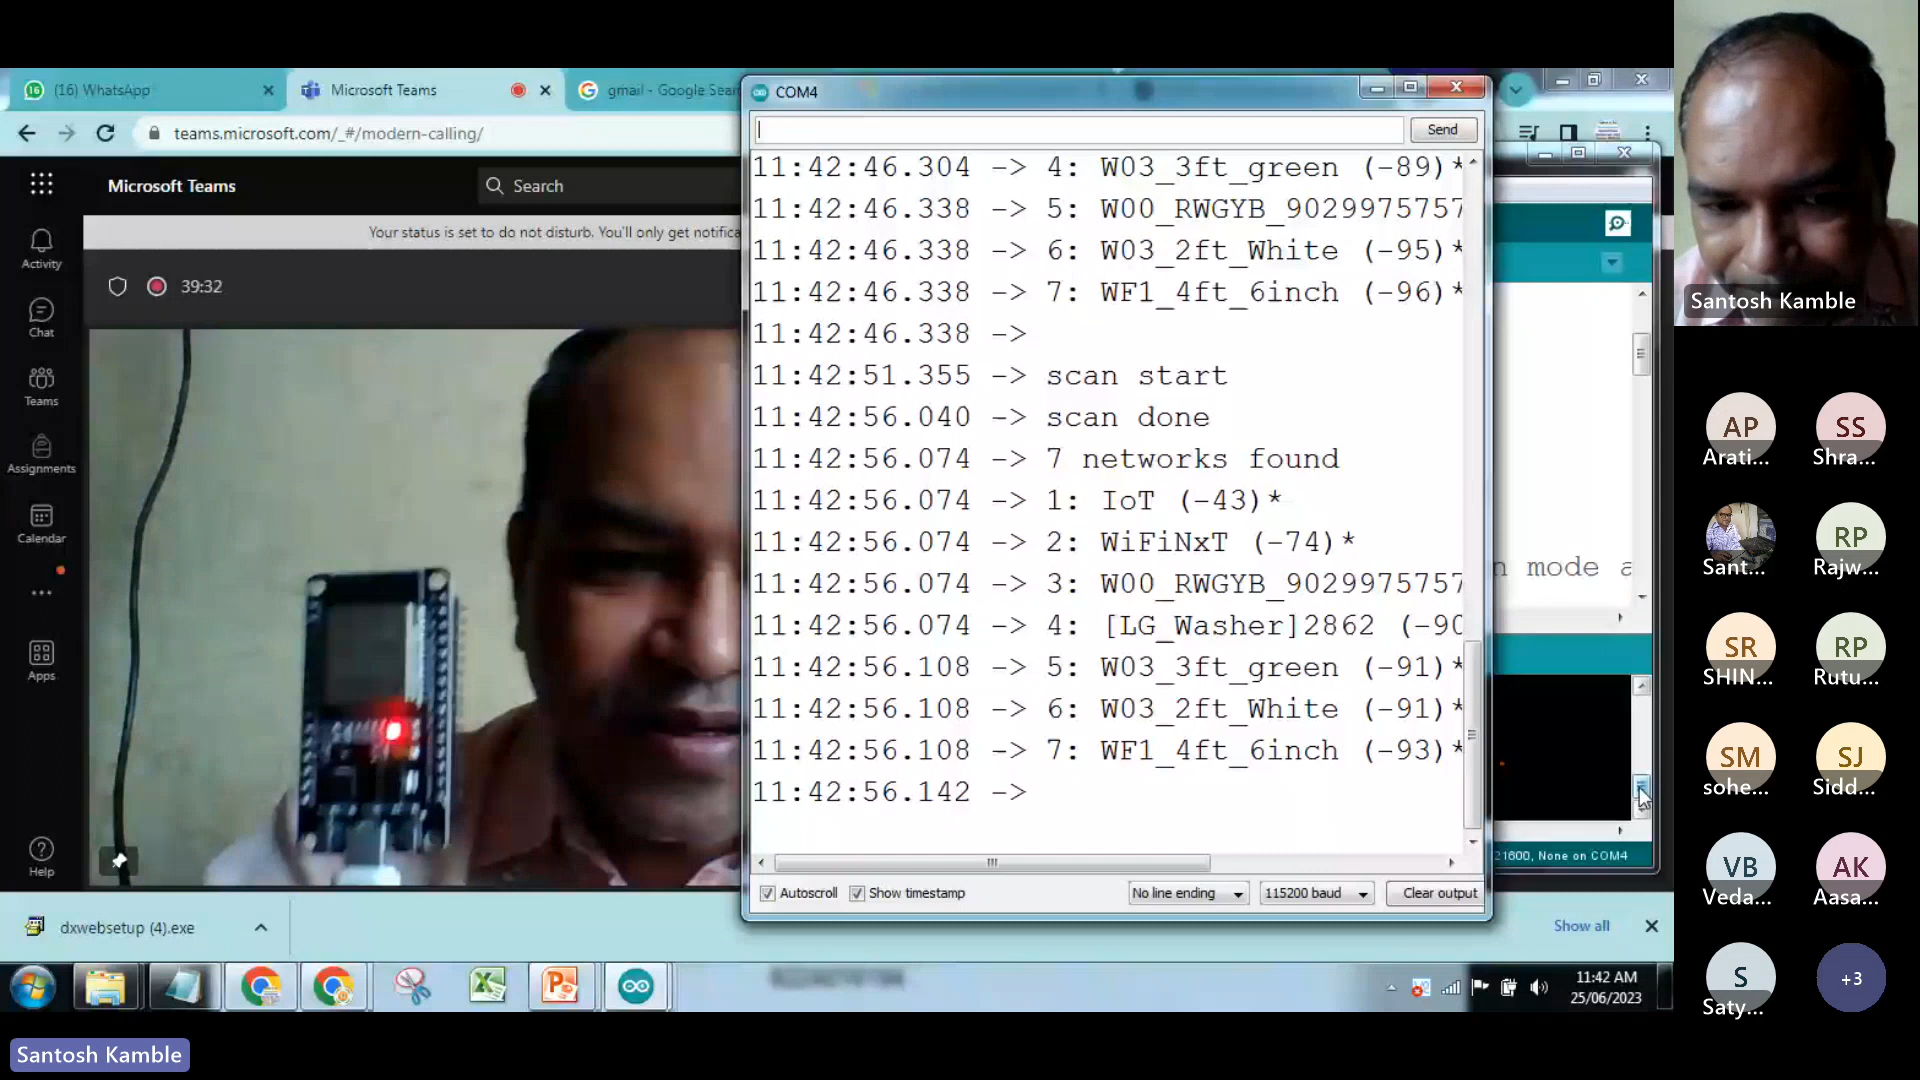 (16) WhatsApp
Microsoft Teams
gmail - Google Sear
teams.microsoft.com/_#/modern-calling/
Microsoft Teams
Search
Your status is set to do not disturb. You'll only get notifica
39:32
Activity
Chat
Teams
Assignments
Calendar
Apps
Help
COM4
Send
11:42:46.304 -> 4: W03_3ft_green (-89)*
11:42:46.338 -> 5: W00_RWGYB_9029975757
11:42:46.338 -> 6: W03_2ft_White (-95)*
11:42:46.338 -> 7: WF1_4ft_6inch (-96)*
11:42:46.338 ->
11:42:51.355 -> scan start
11:42:56.040 -> scan done
11:42:56.074 -> 7 networks found
11:42:56.074 -> 1: IoT (-43)*
11:42:56.074 -> 2: WiFiNxT (-74)*
11:42:56.074 -> 3: W00_RWGYB_9029975757
11:42:56.074 -> 4: [LG_Washer]2862 (-90
11:42:56.108 -> 5: W03_3ft_green (-91)*
11:42:56.108 -> 6: W03_2ft_White (-91)*
11:42:56.108 -> 7: WF1_4ft_6inch (-93)*
11:42:56.142 ->
Autoscroll
Show timestamp
No line ending
115200 baud
Clear output
n mode a
21600, None on COM4
dxwebsetup (4).exe
Show all
11:42 AM
25/06/2023
Santosh Kamble
AP
Arati...
SS
Shra...
Sant...
RP
Rajw...
SR
SHIN...
RP
Rutu...
SM
sohe...
SJ
Sidd...
VB
Veda...
AK
Aasa...
S
Saty...
+3
Santosh Kamble